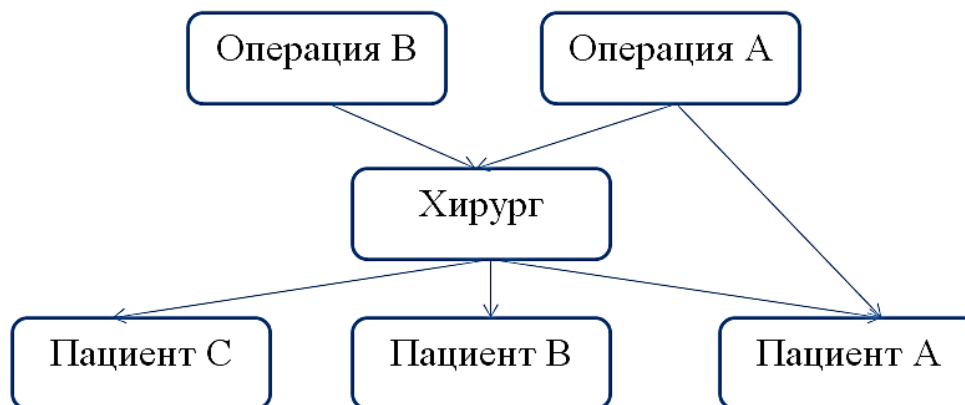 Операция В
Операция А
Хирург
Пациент С
Пациент В
Пациент А